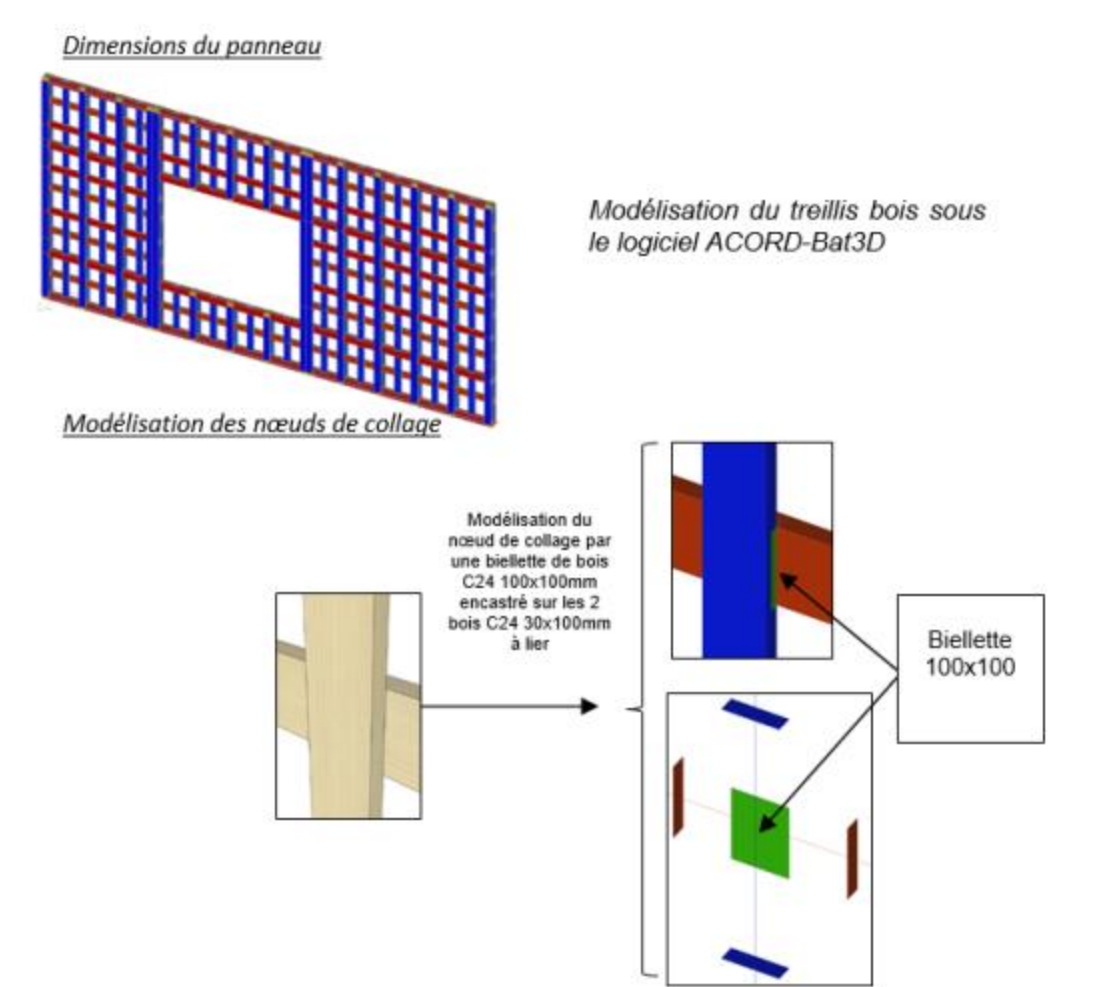 Dimensions du panneau
Modélisation du treillis bois sous
le logiciel ACORD-Bat3D
Modélisation des nœuds de collage
Modélisation du
nœud de collage par
une biellette de bois
C24 100x100mm
encastré sur les 2
bois C24 30x100mm
à lier
Biellette
100x100